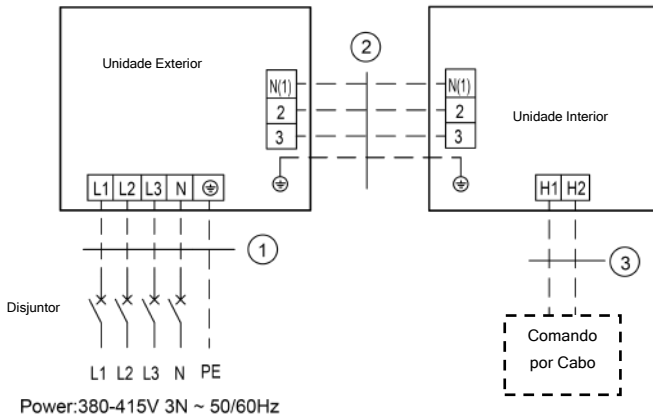 2
Unidade Exterior
N(1)
2
3
N(1)
2
3
Unidade Interior
L1 L2 L3 N
H1 H2
1
3
Disjuntor
Comando
por Cabo
L1 L2 L3 N PE
Power:380-415V 3N ~ 50/60Hz